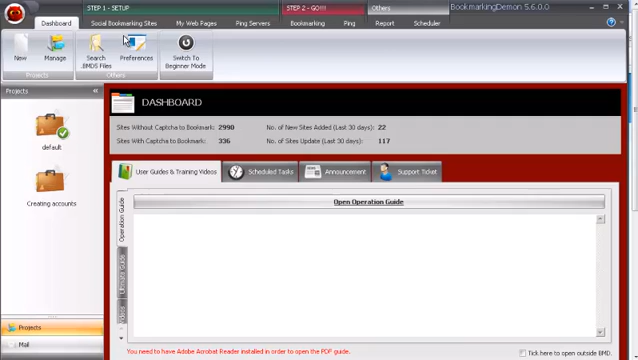 STEP 1 - SETUP
STEP 2 - GO!!!!
Others
BookmarkingDemon 5.6.0.0
Dashboard
Social Bookmarking Sites
My Web Pages
Ping Servers
Bookmarking
Ping
Report
Scheduler
New
Manage
Search .BMDS Files
Preferences
Switch To Beginner Mode
Projects
Others
Projects
default
Creating accounts
DASHBOARD
Sites Without Captcha to Bookmark: 2990
No. of New Sites Added (Last 30 days): 22
Sites With Captcha to Bookmark: 336
No. of Sites Update (Last 30 days): 117
User Guides & Training Videos
Scheduled Tasks
Announcement
Support Ticket
Operation Guide
Open Operation Guide
Projects
Mail
You need to have Adobe Acrobat Reader installed in order to open the PDF guide.
Tick here to open outside BMD.